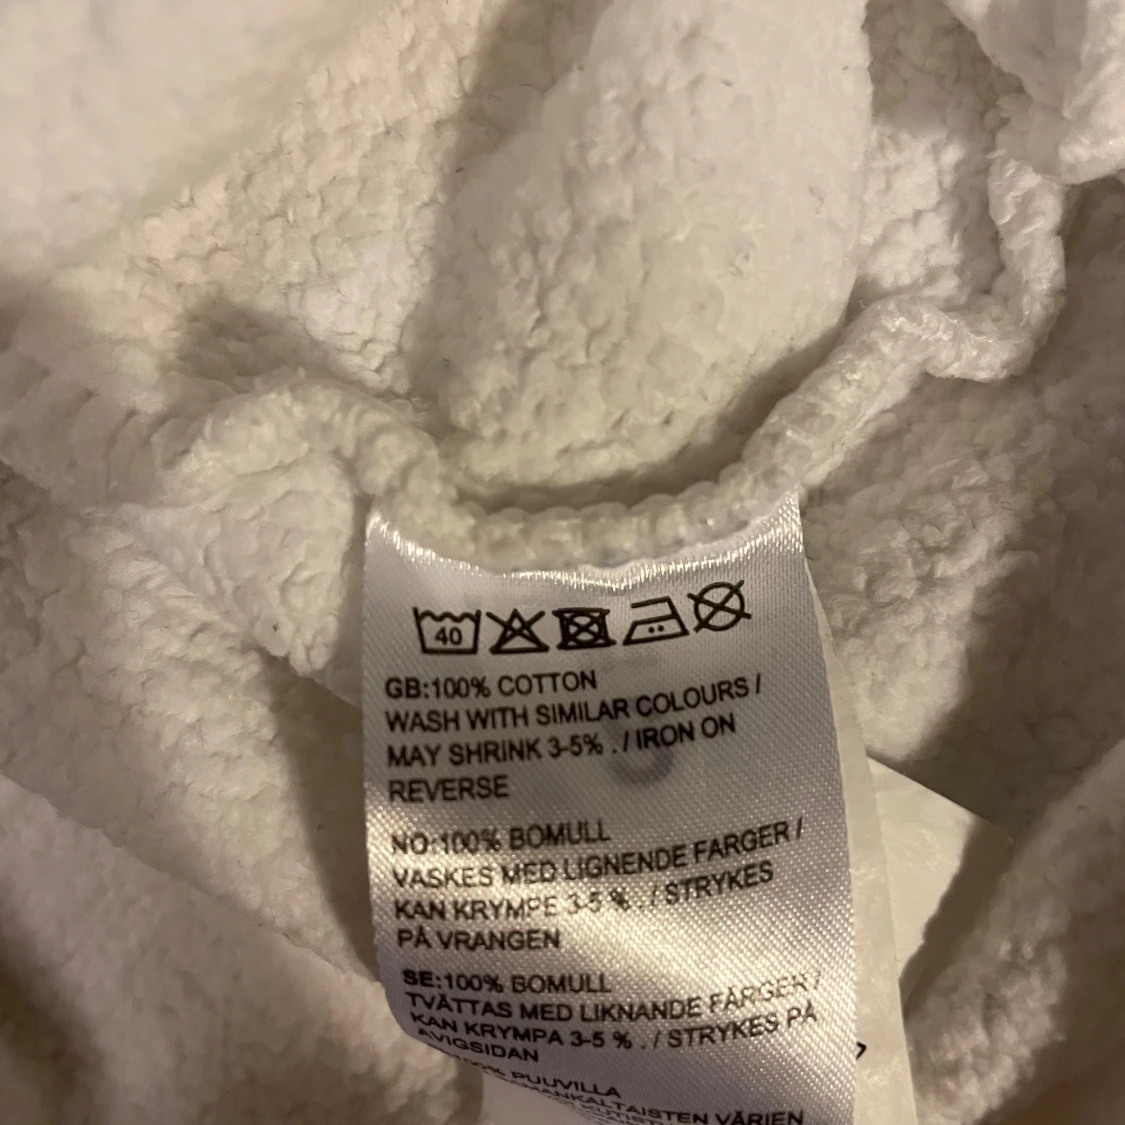 40
GB:100% COTTON
WASH WITH SIMILAR COLOURS /
MAY SHRINK 3-5% . / IRON ON
REVERSE
NO:100% BOMULL
VASKES MED LIGNENDE FARGER /
KAN KRYMPE 3-5 % . / STRYKES
PÅ VRANGEN
SE:100% BOMULL
TVÄTTAS MED LIKNANDE FÄRGER /
KAN KRYMPA 3-5 % . / STRYKES PÅ
AVIGSIDAN
100% PUUVILLA
VÄRIEN